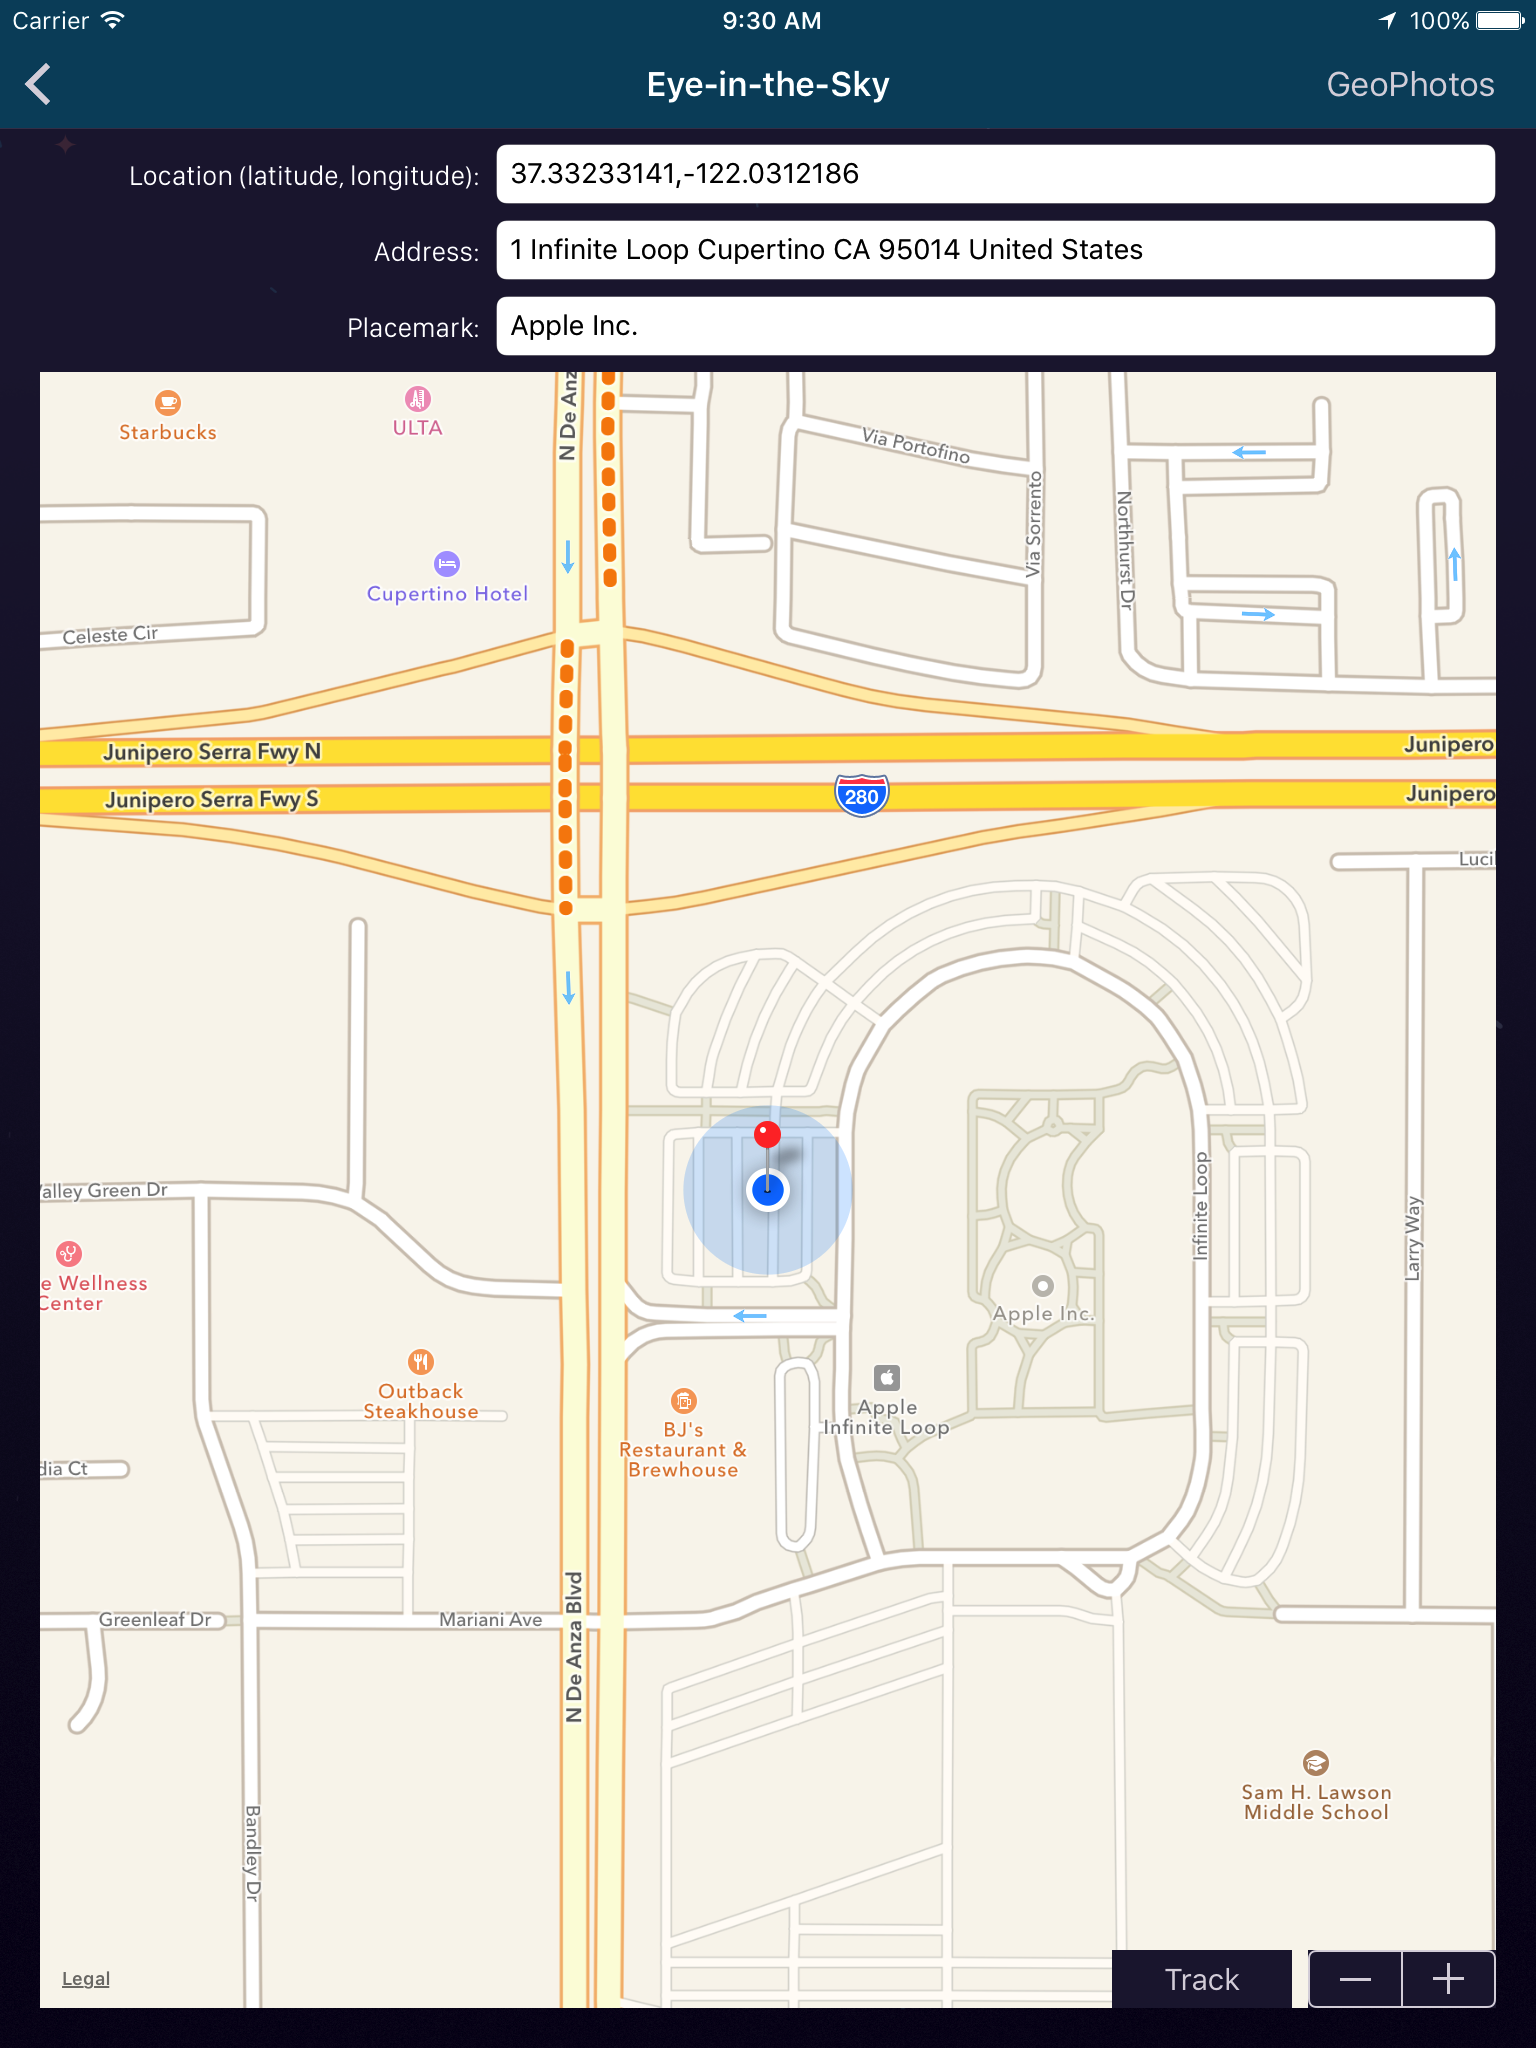 Carrier 9:30 AM 100%
Eye-in-the-Sky
GeoPhotos
Location (latitude, longitude): 37.33233141,-122.0312186
Address: 1 Infinite Loop Cupertino CA 95014 United States
Placemark: Apple Inc.
N De Anz
Starbucks
ULTA
Via Portofino
Via Sorrento
Northhurst Dr
Cupertino Hotel
Celeste Cir
Junipero Serra Fwy N
Junipero
Junipero Serra Fwy S
280
Junipero
Luci
Infinite Loop
Larry Way
alley Green Dr
e Wellness
Center
Apple Inc.
Outback
Steakhouse
Apple
Infinite Loop
BJ's
Restaurant &
Brewhouse
dia Ct
N De Anza Blvd
Greenleaf Dr
Mariani Ave
Sam H. Lawson
Middle School
Bandley Dr
Legal
Track